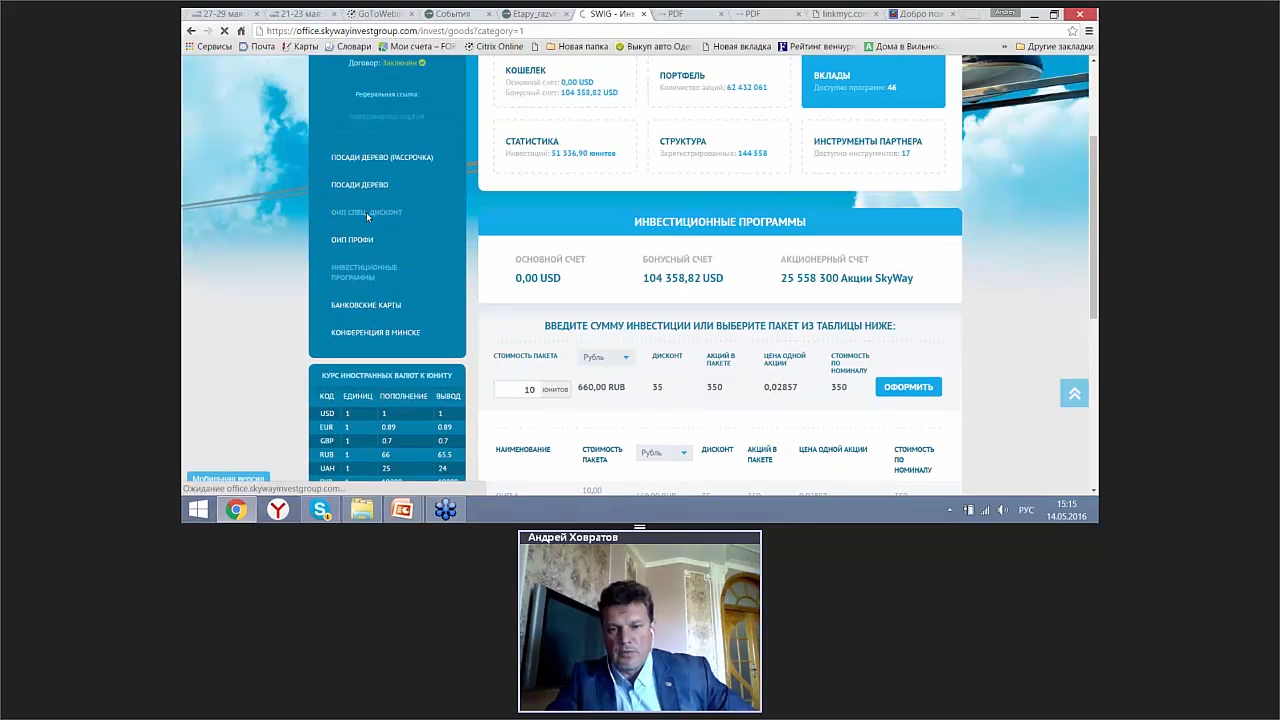 27-29 мая
21-23 мая
GoToWebin
События
Etapy_razvi
SWIG - Инв
PDF
PDF
linkmyc.com
Добро пож
Andrey
https://office.skywayinvestgroup.com/invest/goods?category=1
Сервисы
Почта
Карты
Словари
Мои счета – FOR
Citrix Online
Новая папка
Выкуп авто Оде
Новая вкладка
Рейтинг венчурн
Дома в Вильнюс
»
Другие закладки
Договор: Заключён
Реферальная ссылка:
ПОСАДИ ДЕРЕВО (РАССРОЧКА)
ПОСАДИ ДЕРЕВО
ОИП СПЕЦ. ДИСКОНТ
ОИП ПРОФИ
ИНВЕСТИЦИОННЫЕ
ПРОГРАММЫ
БАНКОВСКИЕ КАРТЫ
КОНФЕРЕНЦИЯ В МИНСКЕ
КУРС ИНОСТРАННЫХ ВАЛЮТ К ЮНИТУ
КОД ЕДИНИЦ ПОПОЛНЕНИЕ ВЫВОД
USD 1 1 1
EUR 1 0.89 0.89
GBP 1 0.7 0.7
RUB 1 66 65.5
UAH 1 25 24
Мобильная версия
Ожидание office.skywayinvestgroup.com...
КОШЕЛЕК
Основной счет: 0,00 USD
Бонусный счет: 104 358,82 USD
ПОРТФЕЛЬ
Количество акций: 62 432 061
ВКЛАДЫ
Доступно программ: 46
СТАТИСТИКА
Инвестиций: 51 336,90 юнитов
СТРУКТУРА
Зарегистрированных: 144 558
ИНСТРУМЕНТЫ ПАРТНЕРА
Доступно инструментов: 17
ИНВЕСТИЦИОННЫЕ ПРОГРАММЫ
ОСНОВНОЙ СЧЕТ
0,00 USD
БОНУСНЫЙ СЧЕТ
104 358,82 USD
АКЦИОНЕРНЫЙ СЧЕТ
25 558 300 Акции SkyWay
ВВЕДИТЕ СУММУ ИНВЕСТИЦИИ ИЛИ ВЫБЕРИТЕ ПАКЕТ ИЗ ТАБЛИЦЫ НИЖЕ:
СТОИМОСТЬ ПАКЕТА
Рубль
ДИСКОНТ
АКЦИЙ В
ПАКЕТЕ
ЦЕНА ОДНОЙ
АКЦИИ
СТОИМОСТЬ
ПО
НОМИНАЛУ
10 юнитов
660,00 RUB
35
350
0,02857
350
ОФОРМИТЬ
НАИМЕНОВАНИЕ
СТОИМОСТЬ
ПАКЕТА
Рубль
ДИСКОНТ
АКЦИЙ В
ПАКЕТЕ
ЦЕНА ОДНОЙ АКЦИИ
СТОИМОСТЬ
ПО
НОМИНАЛУ
10,00
РУС
15:15
14.05.2016
Андрей Ховратов